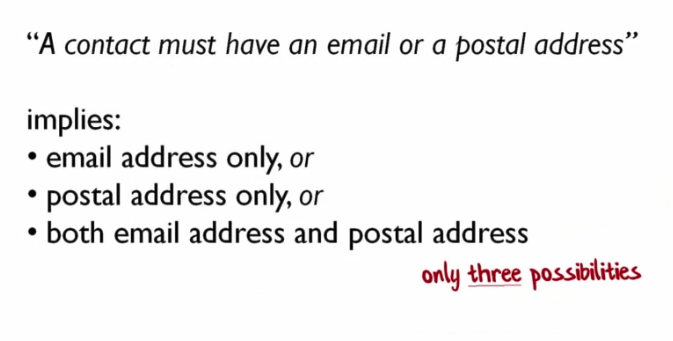 “A contact must have an email or a postal address”
implies:
• email address only, or
• postal address only, or
• both email address and postal address
only three possibilities